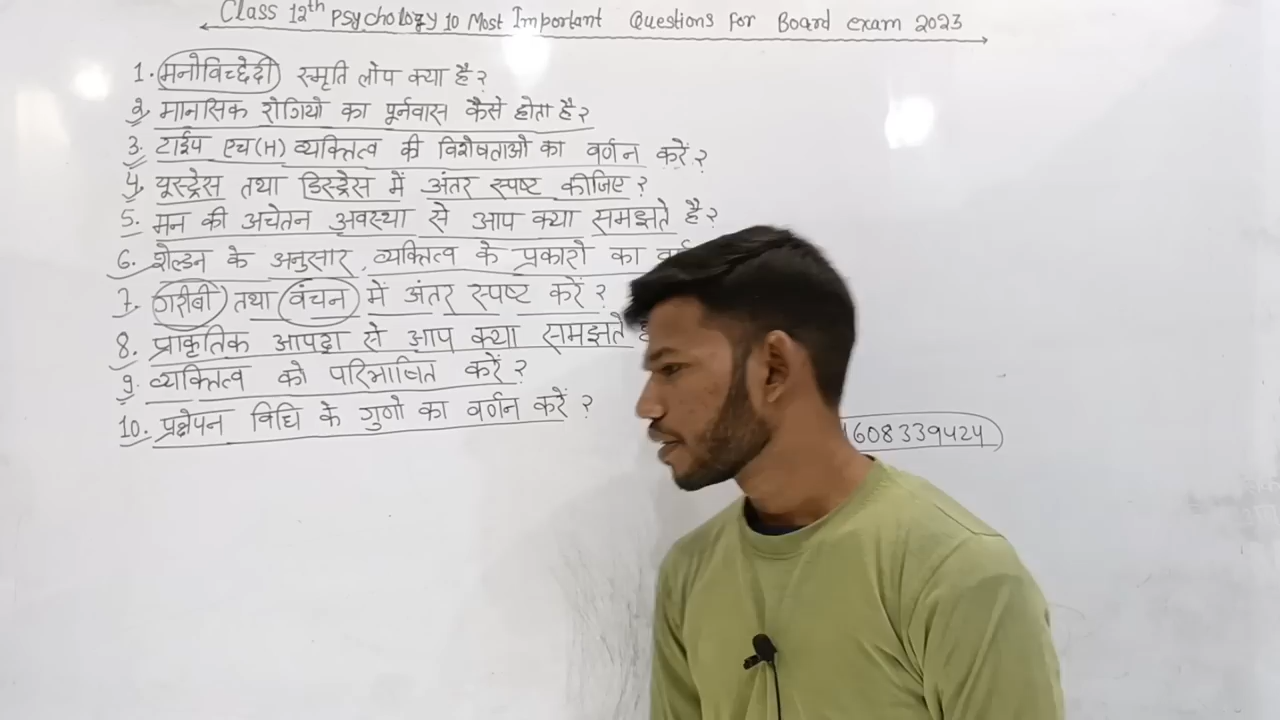 Class 12th Psychology 10 Most Important Questions For Board exam 2023
1. मनोविच्छेदी स्मृति लोप क्या है?
2. मानसिक रोगियो का पूर्नवास कैसे होता है?
3. टाईप एच(H) व्यक्तित्व की विशेषताओ का वर्णन करें?
4. यूस्ट्रेस तथा डिस्ट्रेस में अंतर स्पष्ट कीजिए?
5. मन की अचेतन अवस्था से आप क्या समझते है?
6. शेल्डन के अनुसार, व्यक्तित्व के प्रकारो का
7. गरीबी तथा वंचन में अंतर स्पष्ट करें?
8. प्राकृतिक आपदा से आप क्या समझते
9. व्यक्तित्व को परिभाषित करें?
10. प्रक्षेपन विधि के गुणो का वर्णन करें?
608339424